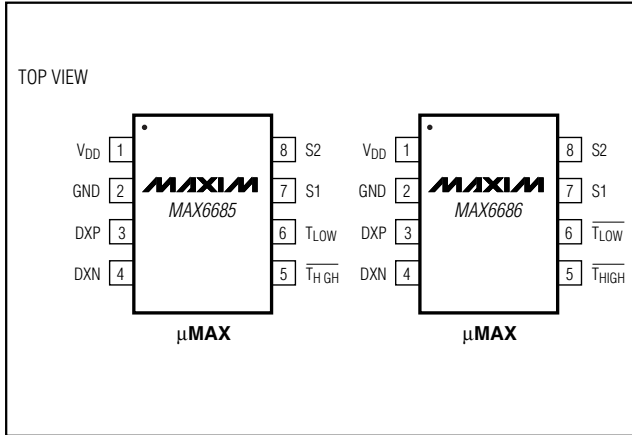 TOP VIEW
VDD 1
GND 2
DXP 3
DXN 4
MAXIM
MAX6685
8 S2
7 S1
6 TLOW
5 TH GH
μMAX
VDD 1
GND 2
DXP 3
DXN 4
MAXIM
MAX6686
8 S2
7 S1
6 TLOW
5 THIGH
μMAX